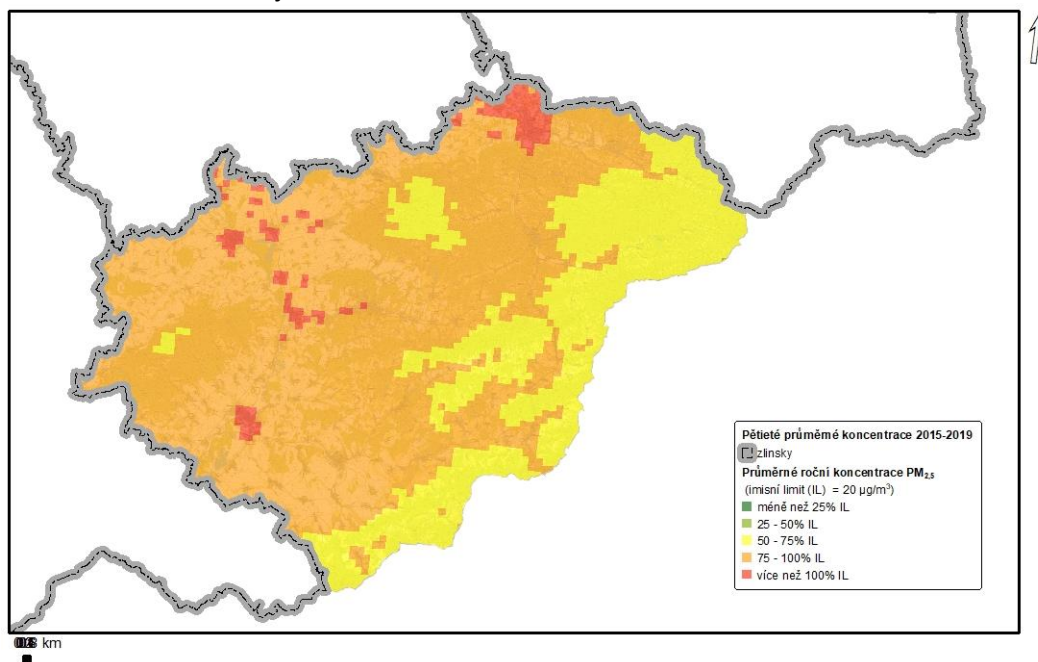 Pětieté průměrné koncentrace 2015-2019
zlinsky
Průměrné roční koncentrace PM2,5
(imisní limit (IL) = 20 µg/m³)
méně než 25% IL
25 - 50% IL
50 - 75% IL
75 - 100% IL
více než 100% IL
km